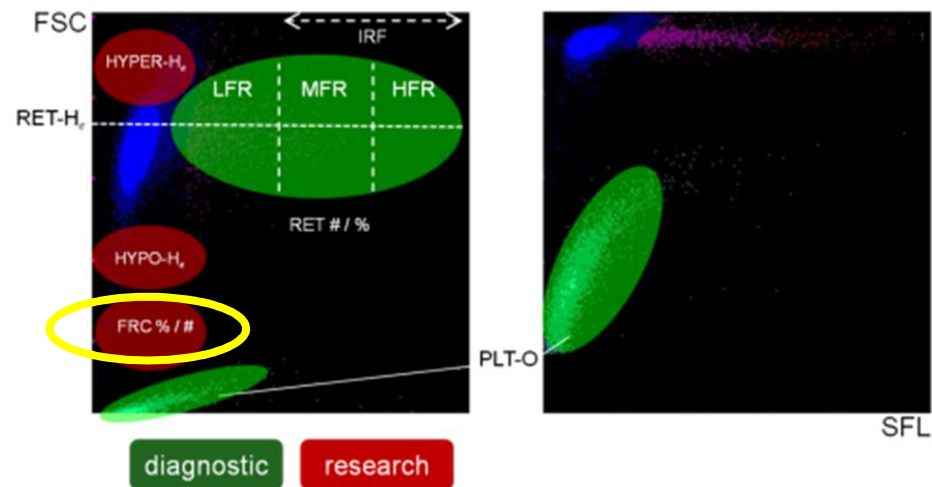 FSC
IRF
HYPER-He
LFR
MFR
HFR
RET-He
RET # / %
HYPO-He
FRC % / #
PLT-O
SFL
diagnostic
research